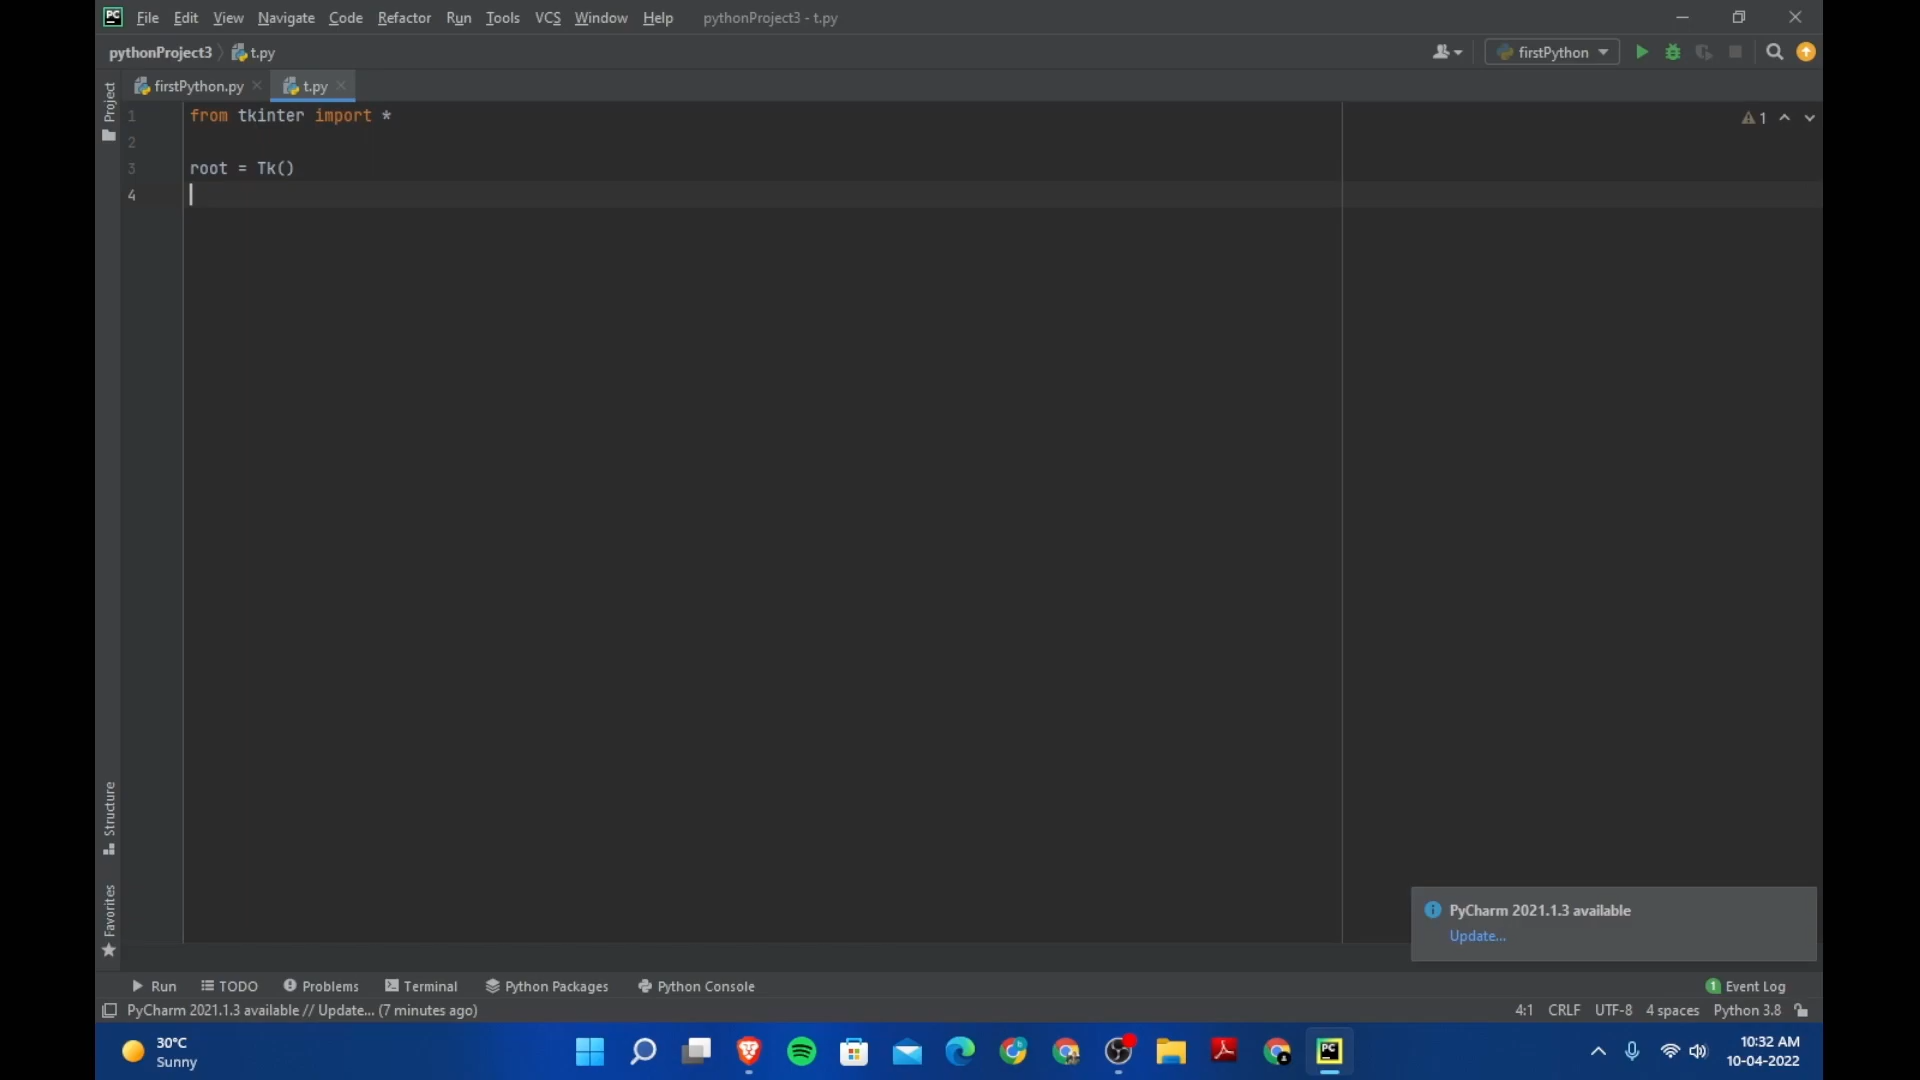 PC File Edit View Navigate Code Refactor Run Tools VCS Window Help pythonProject3 - t.py
pythonProject3 t.py
firstPython
firstPython.py t.py
Project
1 from tkinter import *
1
2
3 root = Tk()
4
Structure
Favorites
PyCharm 2021.1.3 available
Update...
Run TODO Problems Terminal Python Packages Python Console
1 Event Log
PyCharm 2021.1.3 available // Update... (7 minutes ago)
4:1 CRLF UTF-8 4 spaces Python 3.8
30°C
Sunny
PC
10:32 AM
10-04-2022